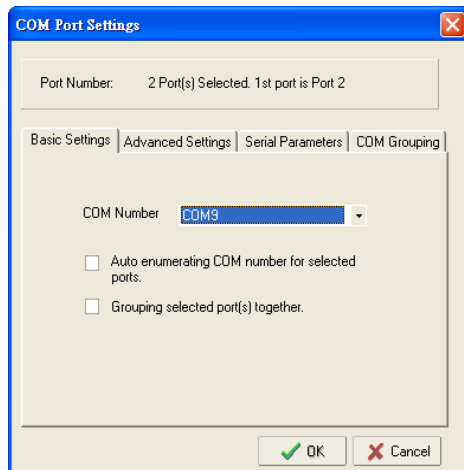 COM Port Settings
Port Number: 2 Port(s) Selected. 1st port is Port 2
Basic Settings Advanced Settings Serial Parameters COM Grouping
COM Number COM9
Auto enumerating COM number for selected
ports.
Grouping selected port(s) together.
OK Cancel